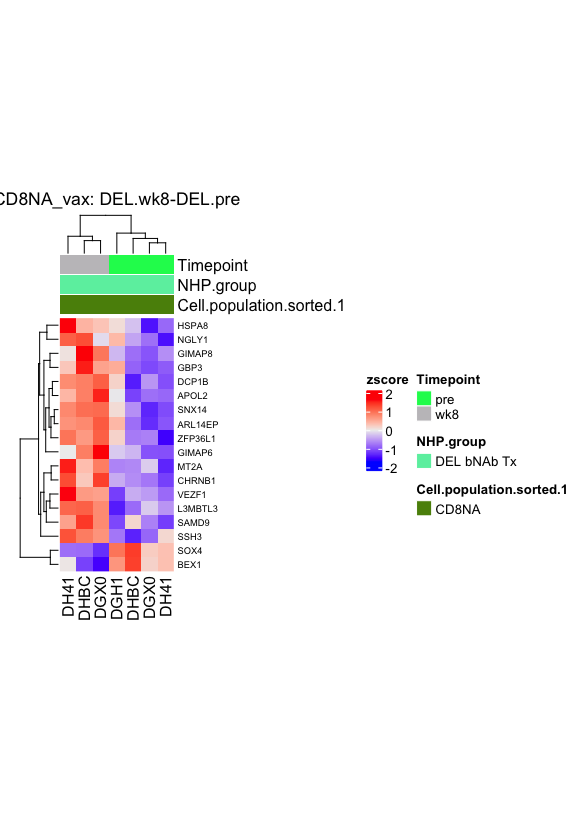 CD8NA_vax: DEL.wk8-DEL.pre
Timepoint
NHP.group
Cell.population.sorted.1
HSPA8
NGLY1
GIMAP8
GBP3
DCP1B
APOL2
SNX14
ARL14EP
ZFP36L1
GIMAP6
MT2A
CHRNB1
VEZF1
L3MBTL3
SAMD9
SSH3
SOX4
BEX1
DH41
DHBC
DGX0
DGH1
DHBC
DGX0
DH41
zscore
2
1
0
-1
-2
Timepoint
pre
wk8
NHP.group
DEL bNAb Tx
Cell.population.sorted.1
CD8NA